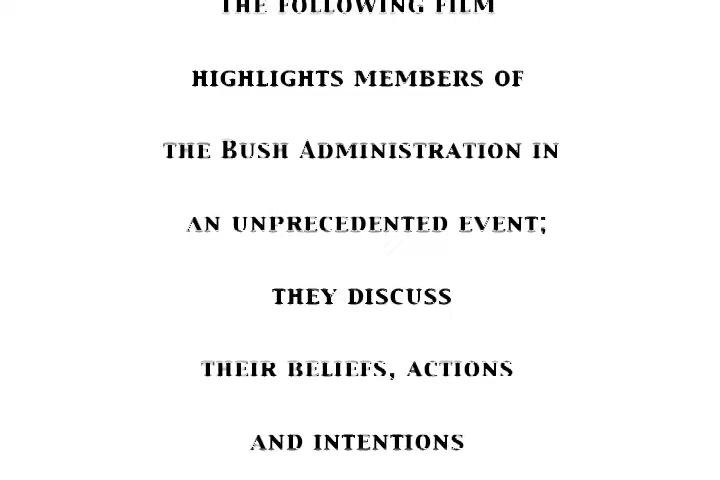 THE FOLLOWING FILM
HIGHLIGHTS MEMBERS OF
THE BUSH ADMINISTRATION IN
AN UNPRECEDENTED EVENT;
THEY DISCUSS
THEIR BELIEFS, ACTIONS
AND INTENTIONS